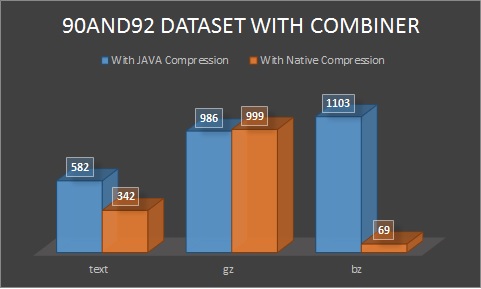 90AND92 DATASET WITH COMBINER
With JAVA Compression With Native Compression
582 342 986 999 1103 69
text gz bz